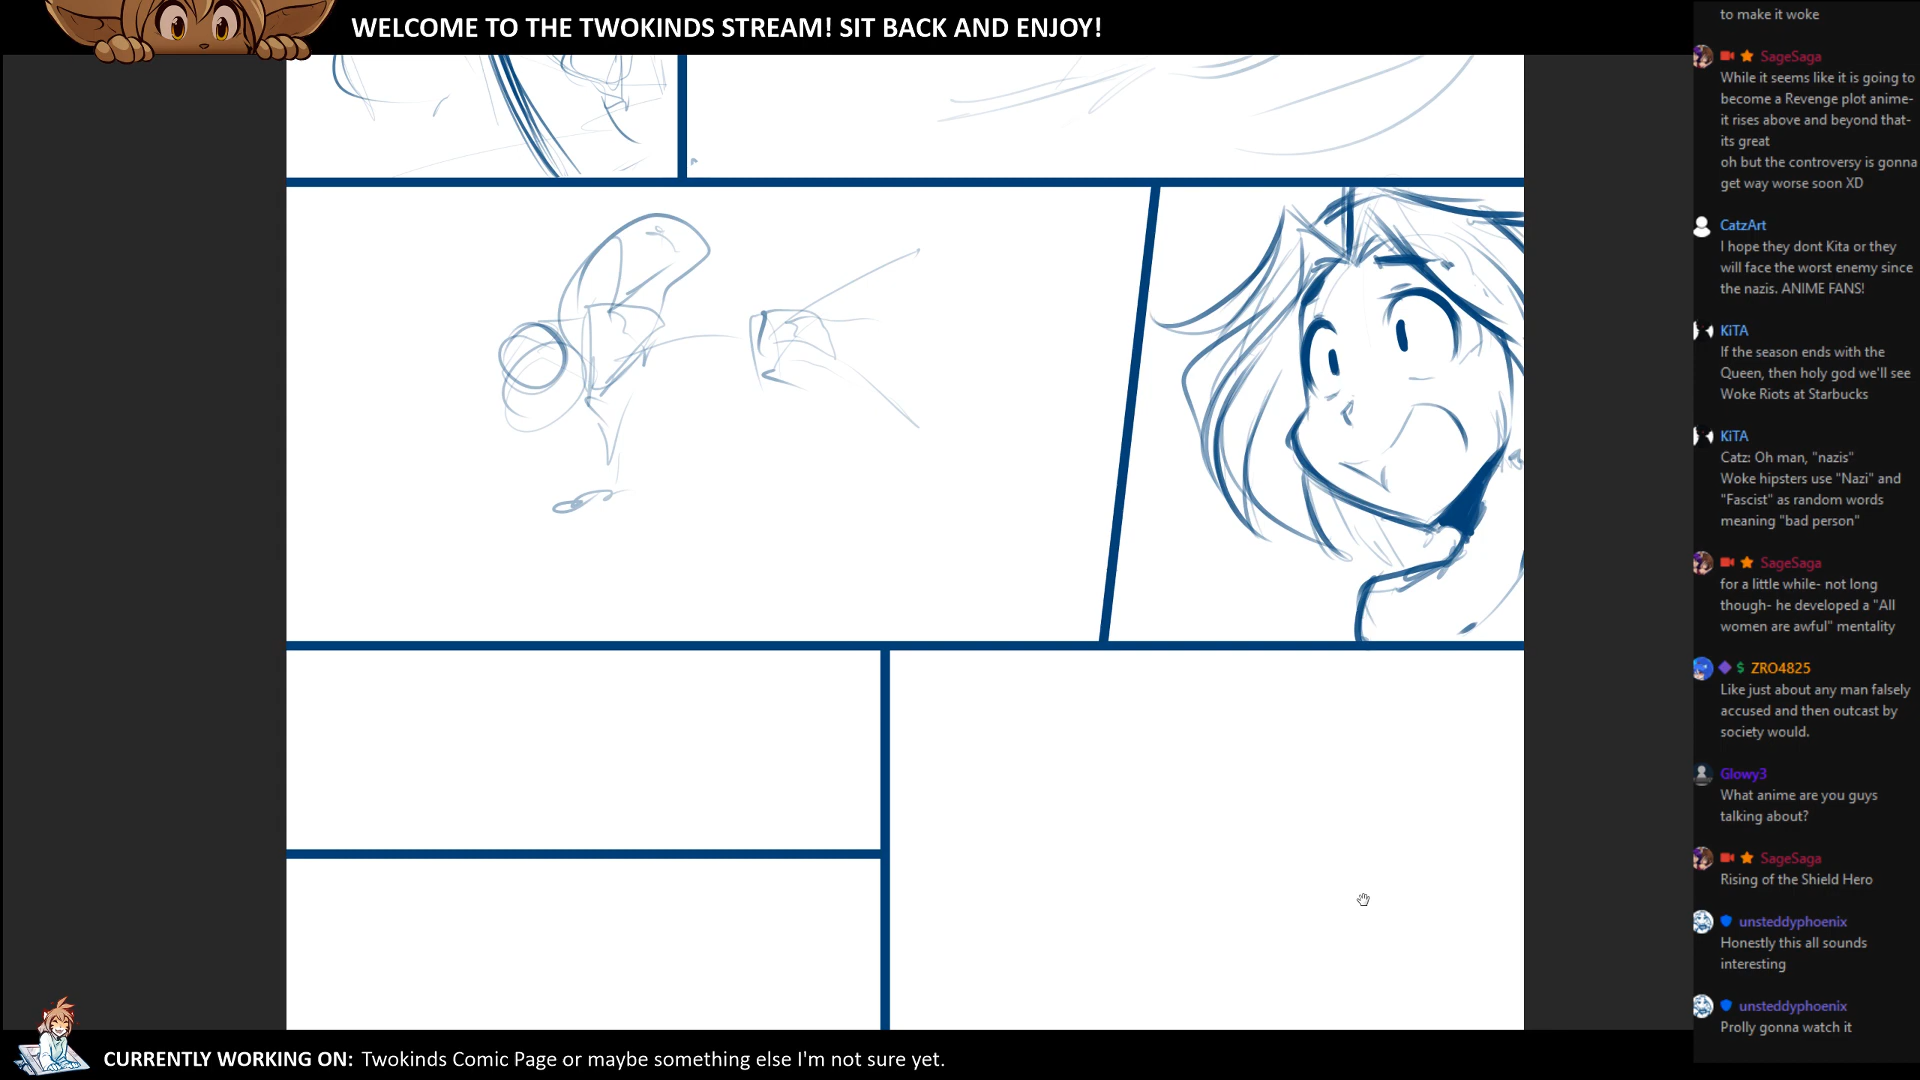 WELCOME TO THE TWOKINDS STREAM! SIT BACK AND ENJOY!
to make it woke
SageSaga
While it seems like it is going to
become a Revenge plot anime-
it rises above and beyond that-
its great
oh but the controversy is gonna
get way worse soon XD
CatzArt
I hope they dont Kita or they
will face the worst enemy since
the nazis. ANIME FANS!
KiTA
If the season ends with the
Queen, then holy god we'll see
Woke Riots at Starbucks
KiTA
Catz: Oh man, "nazis"
Woke hipsters use "Nazi" and
"Fascist" as random words
meaning "bad person"
SageSaga
for a little while- not long
though- he developed a "All
women are awful" mentality
$ ZRO4825
Like just about any man falsely
accused and then outcast by
society would.
Glowy3
What anime are you guys
talking about?
SageSaga
Rising of the Shield Hero
unsteddyphoenix
Honestly this all sounds
interesting
unsteddyphoenix
Prolly gonna watch it
CURRENTLY WORKING ON: Twokinds Comic Page or maybe something else I'm not sure yet.